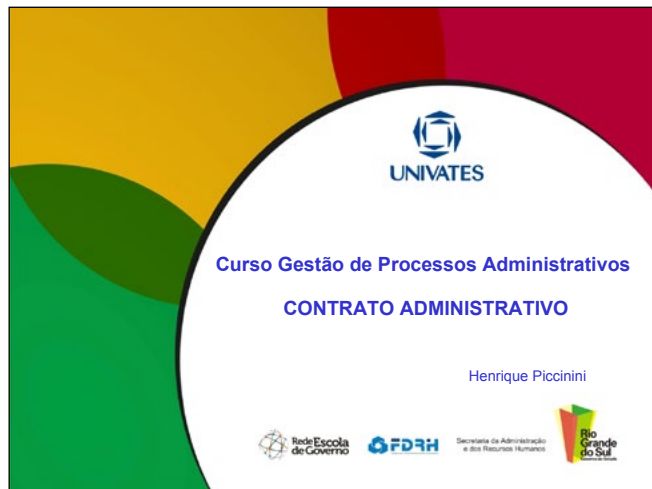 UNIVATES
Curso Gestão de Processos Administrativos
CONTRATO ADMINISTRATIVO
Henrique Piccinini
Rede Escola
de Governo
FDRH
Secretaria da Administração
e dos Recursos Humanos
Rio
Grande
do Sul